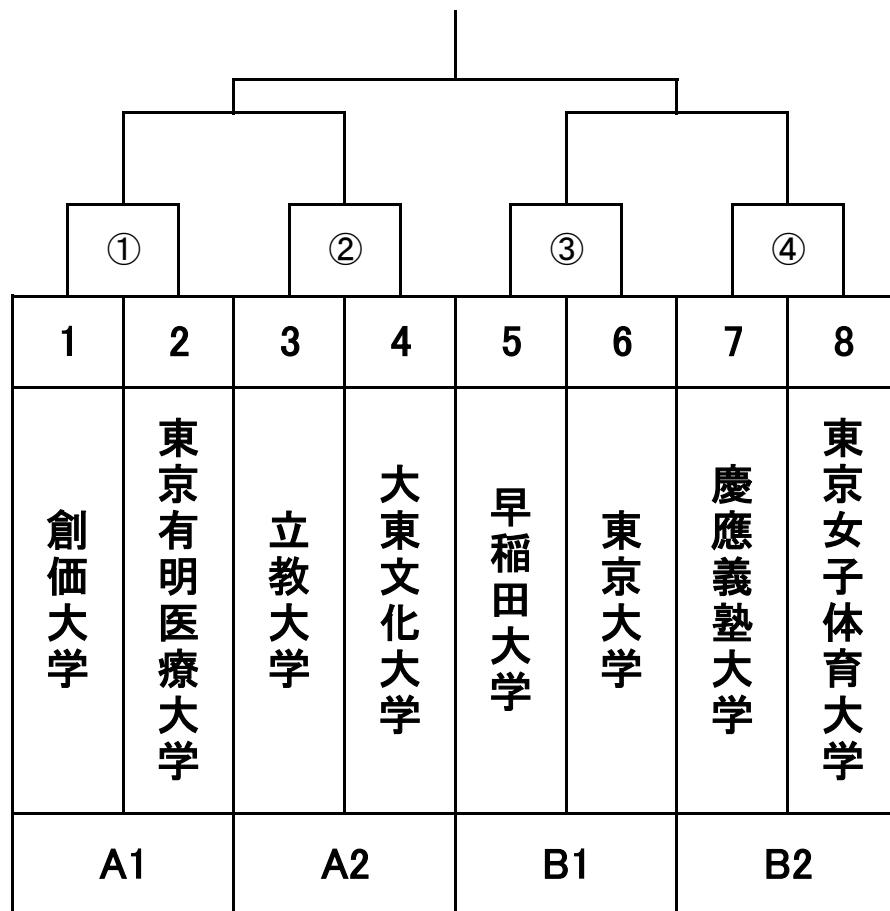 ① ② ③ ④
1 2 3 4 5 6 7 8
創価大学
東京有明医療大学
立教大学
大東文化大学
早稲田大学
東京大学
慶應義塾大学
東京女子体育大学
A1 A2 B1 B2